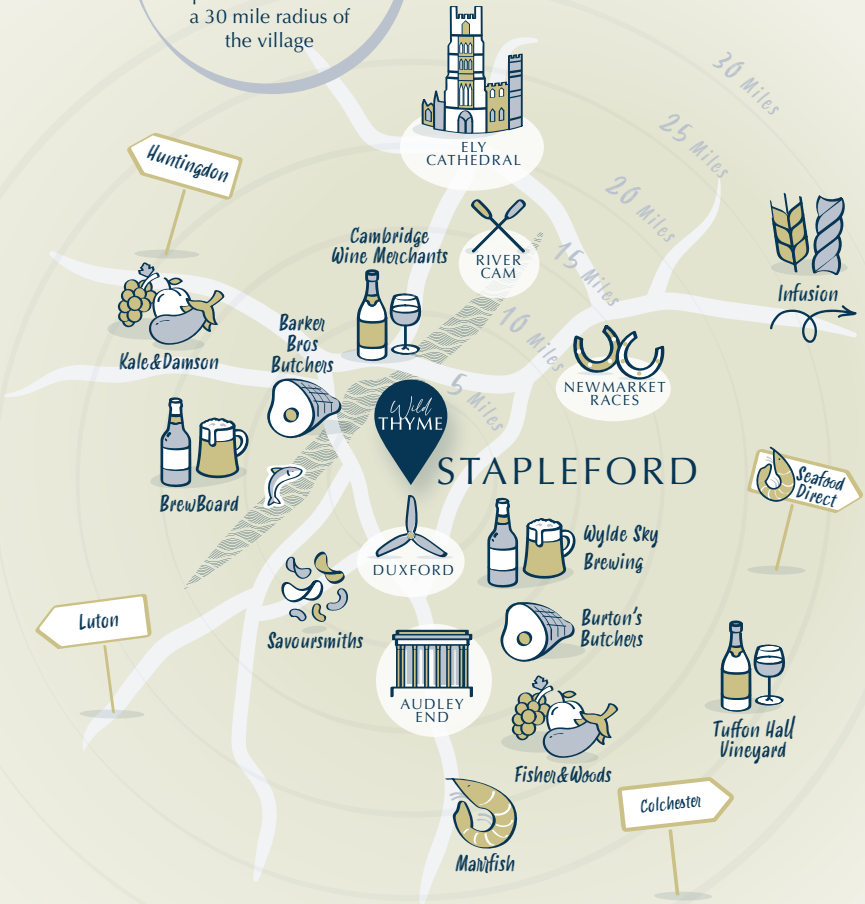 a 30 mile radius of
the village
ELY
CATHEDRAL
30 Miles
25 Miles
20 Miles
15 Miles
10 Miles
5 Miles
Huntingdon
Cambridge
Wine Merchants
RIVER
CAM
Infusion
Barker
Bros
Butchers
Kale&Damson
NEWMARKET
RACES
Wild
THYME
STAPLEFORD
BrewBoard
Seafood
Direct
DUXFORD
Wylde Sky
Brewing
Luton
Savoursmiths
Burton's
Butchers
AUDLEY
END
Tuffon Hall
Vineyard
Fisher&Woods
Colchester
Marrfish